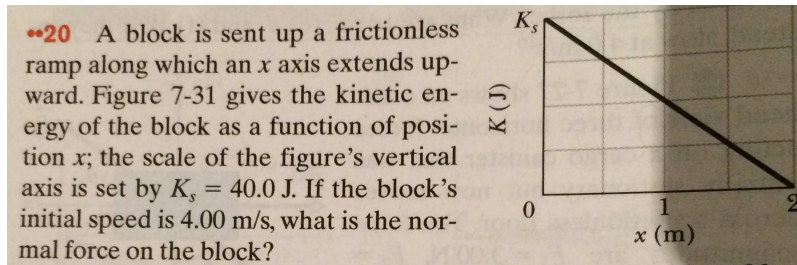 ••20 A block is sent up a frictionless
ramp along which an x axis extends up-
ward. Figure 7-31 gives the kinetic en-
ergy of the block as a function of posi-
tion x; the scale of the figure's vertical
axis is set by Ks = 40.0 J. If the block's
initial speed is 4.00 m/s, what is the nor-
mal force on the block?
Ks
K (J)
0 1 2
x (m)